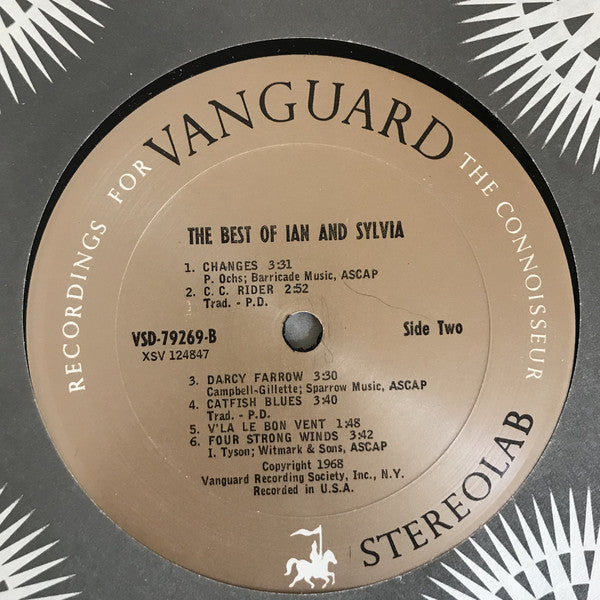 RECORDINGS FOR VANGUARD THE CONNOISSEUR
THE BEST OF IAN AND SYLVIA
1. CHANGES 3:31
P. Ochs; Barricade Music, ASCAP
2. C. C. RIDER 2:52
Trad. - P.D.
VSD-79269-B
Side Two
XSV 124847
3. DARCY FARROW 3:30
Campbell-Gillette; Sparrow Music, ASCAP
4. CATFISH BLUES 3:40
Trad. - P.D.
5. V'LA LE BON VENT 1:48
6. FOUR STRONG WINDS 3:42
I. Tyson; Witmark & Sons, ASCAP
Copyright 1968
Vanguard Recording Society, Inc., N.Y.
Recorded in U.S.A.
STEREOLAB